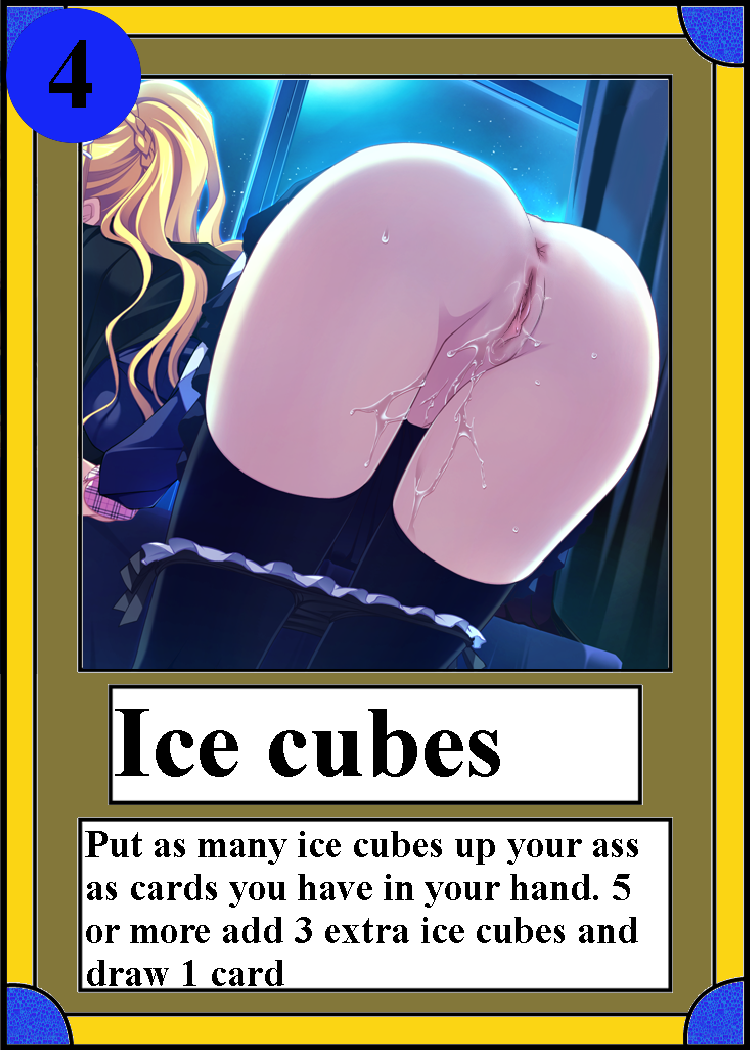 4
Ice cubes
Put as many ice cubes up your ass
as cards you have in your hand. 5
or more add 3 extra ice cubes and
draw 1 card